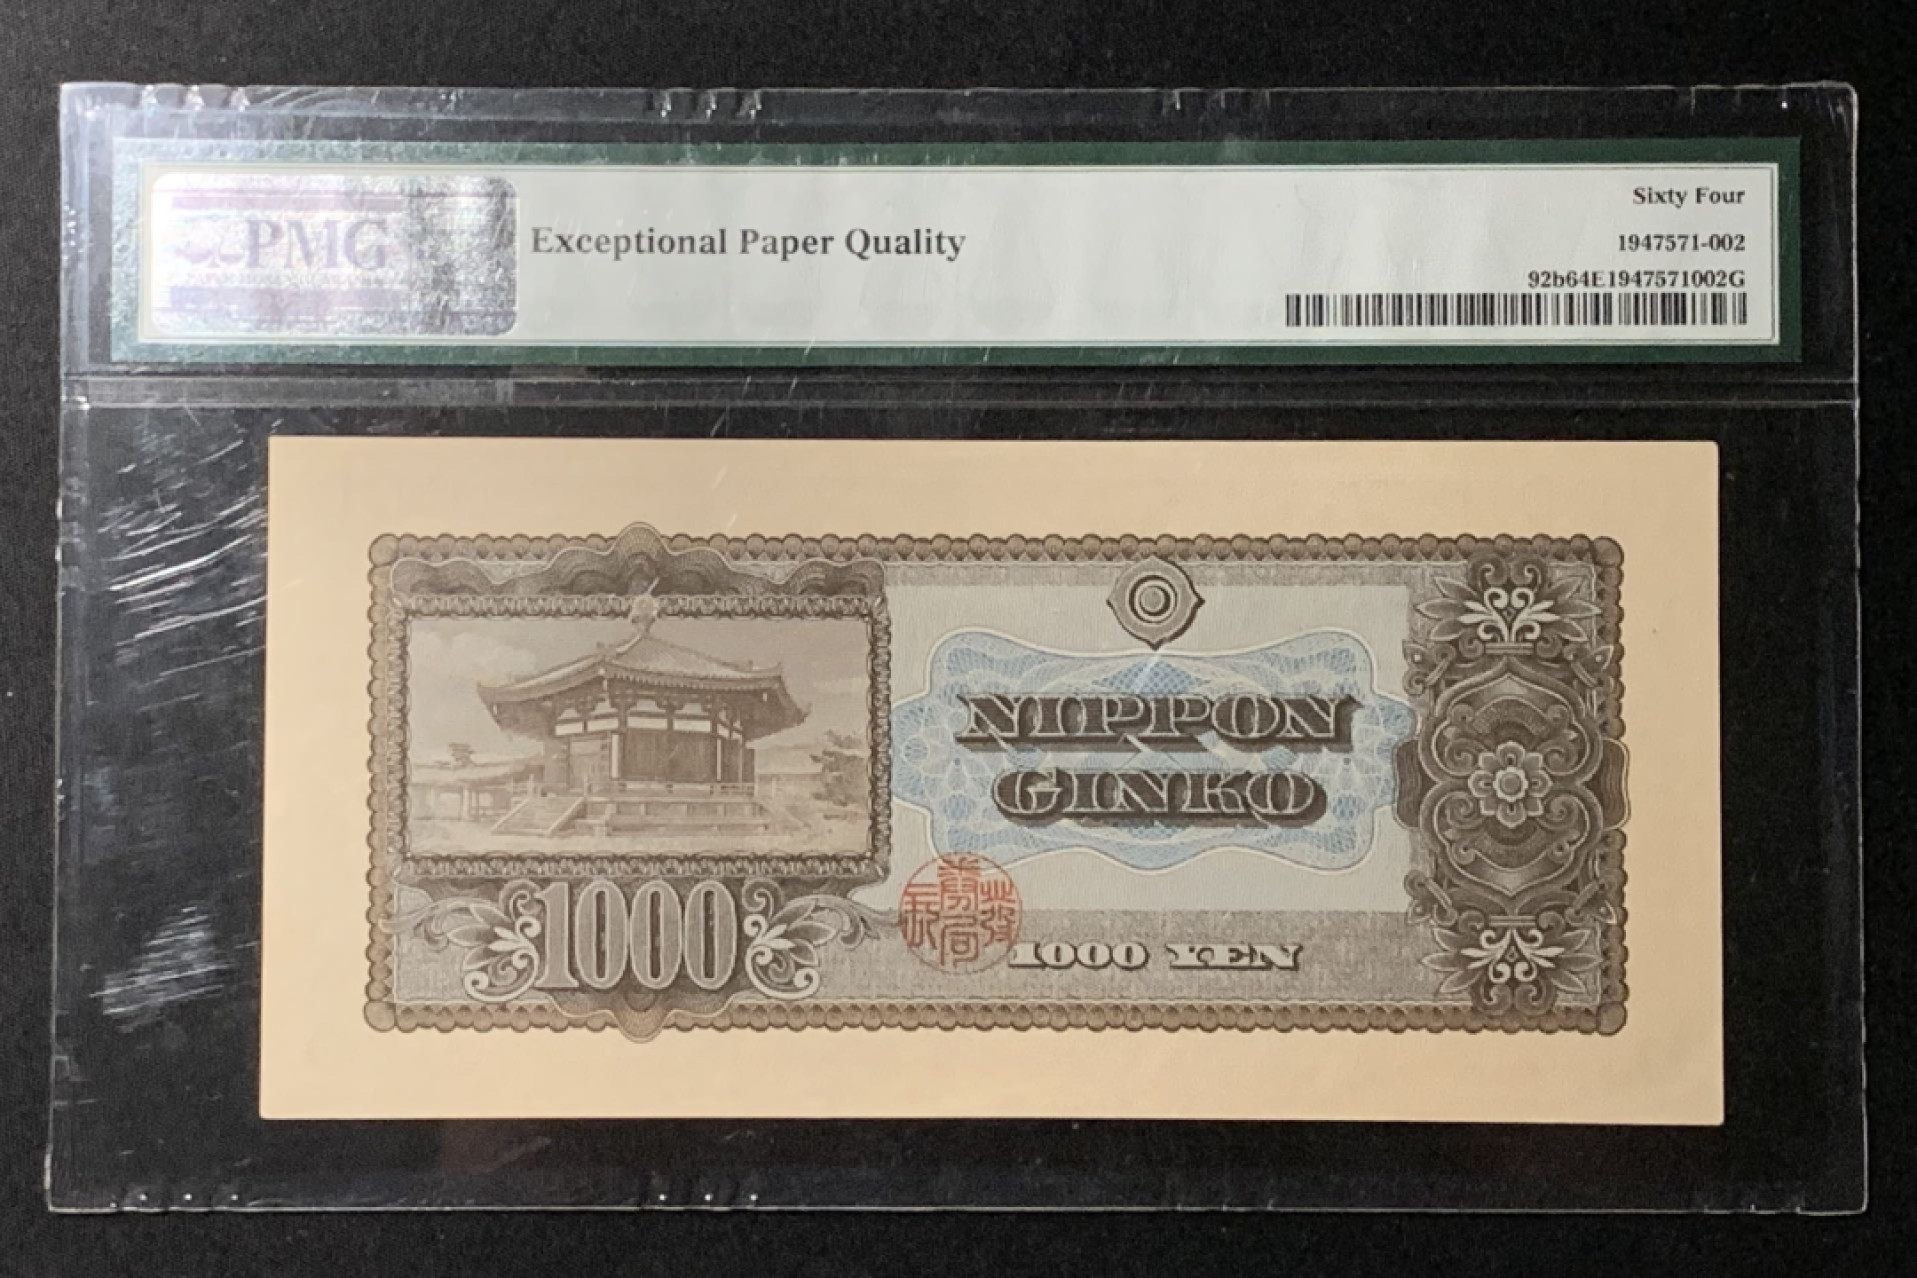 PMG
Exceptional Paper Quality
Sixty Four
1947571-002
92b64E1947571002G
NIPPON
GINKO
1000
1000 YEN